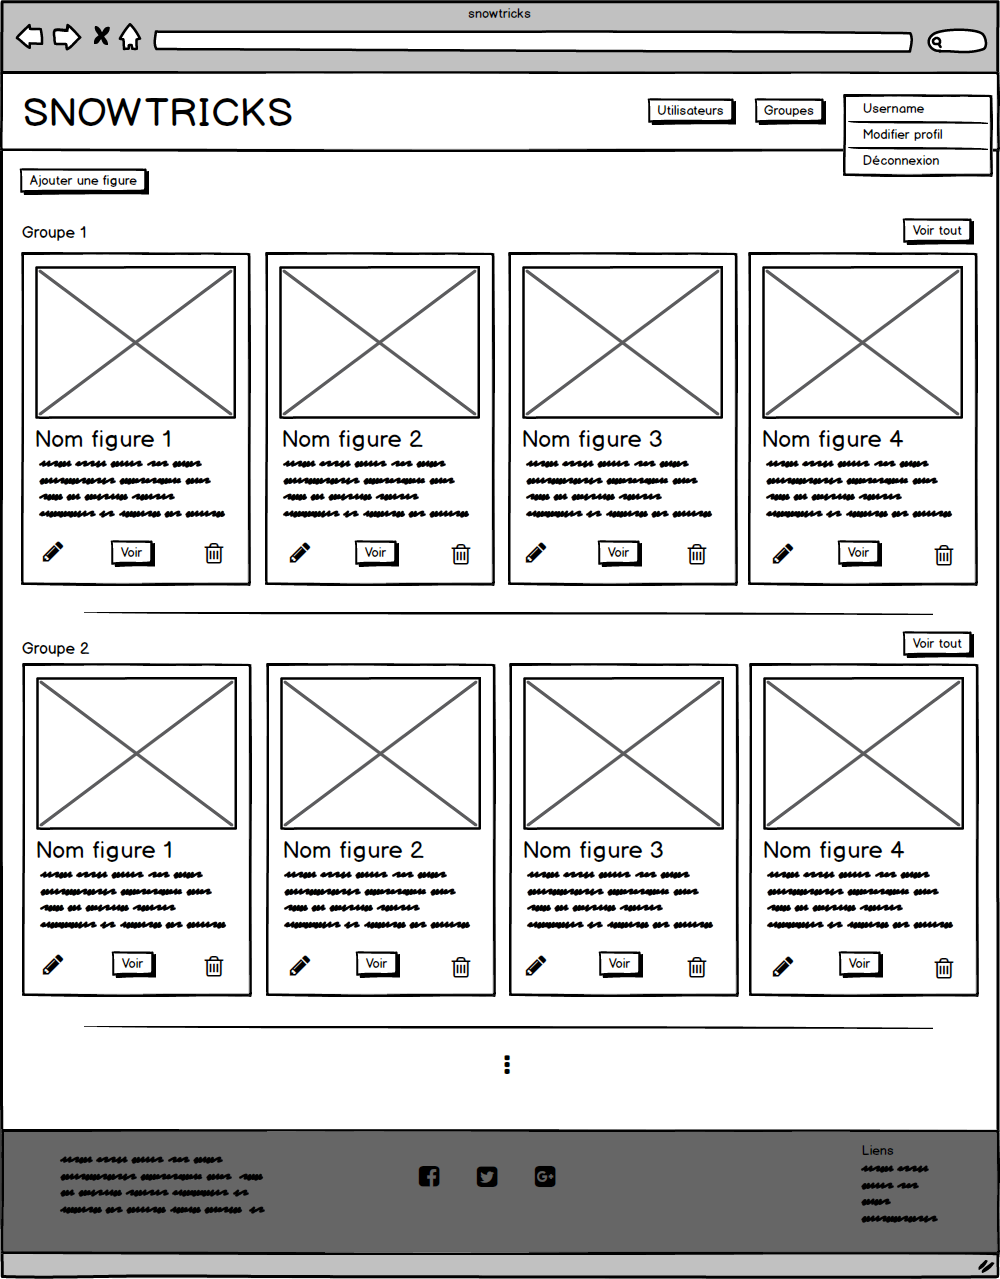 snowtricks
SNOWTRICKS
Utilisateurs
Groupes
Username
Modifier profil
Déconnexion
Ajouter une figure
Groupe 1
Voir tout
Nom figure 1
Nom figure 2
Nom figure 3
Nom figure 4
Voir
Voir
Voir
Voir
Groupe 2
Voir tout
Nom figure 1
Nom figure 2
Nom figure 3
Nom figure 4
Voir
Voir
Voir
Voir
Liens